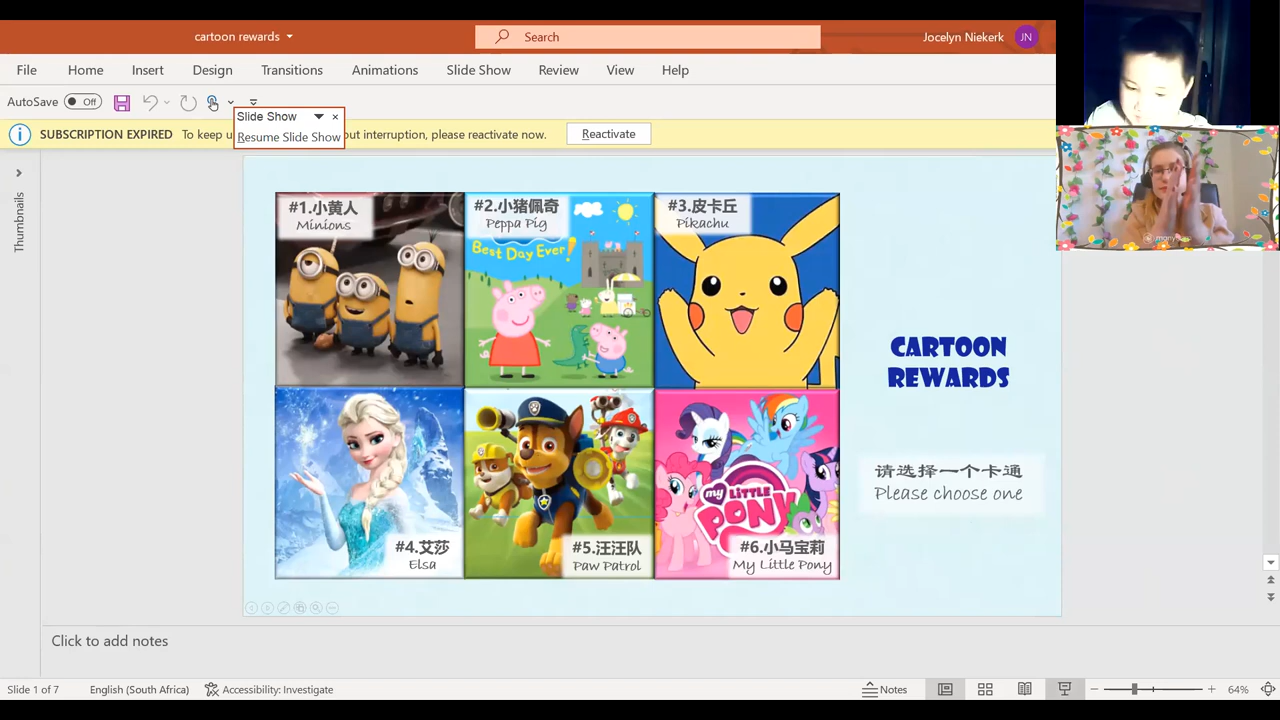 cartoon rewards
Search
Jocelyn Niekerk
JN
File
Home
Insert
Design
Transitions
Animations
Slide Show
Review
View
Help
AutoSave
Off
Slide Show
Resume Slide Show
SUBSCRIPTION EXPIRED
To keep u
out interruption, please reactivate now.
Reactivate
Thumbnails
#1.小黄人
Minions
#2.小猪佩奇
Peppa Pig
Best Day Ever!
#3.皮卡丘
Pikachu
#4.艾莎
Elsa
#5.汪汪队
Paw Patrol
my LITTLE
PONY
#6.小马宝莉
My Little Pony
CARTOON
REWARDS
请选择一个卡通
Please choose one
Click to add notes
Slide 1 of 7
English (South Africa)
Accessibility: Investigate
Notes
64%